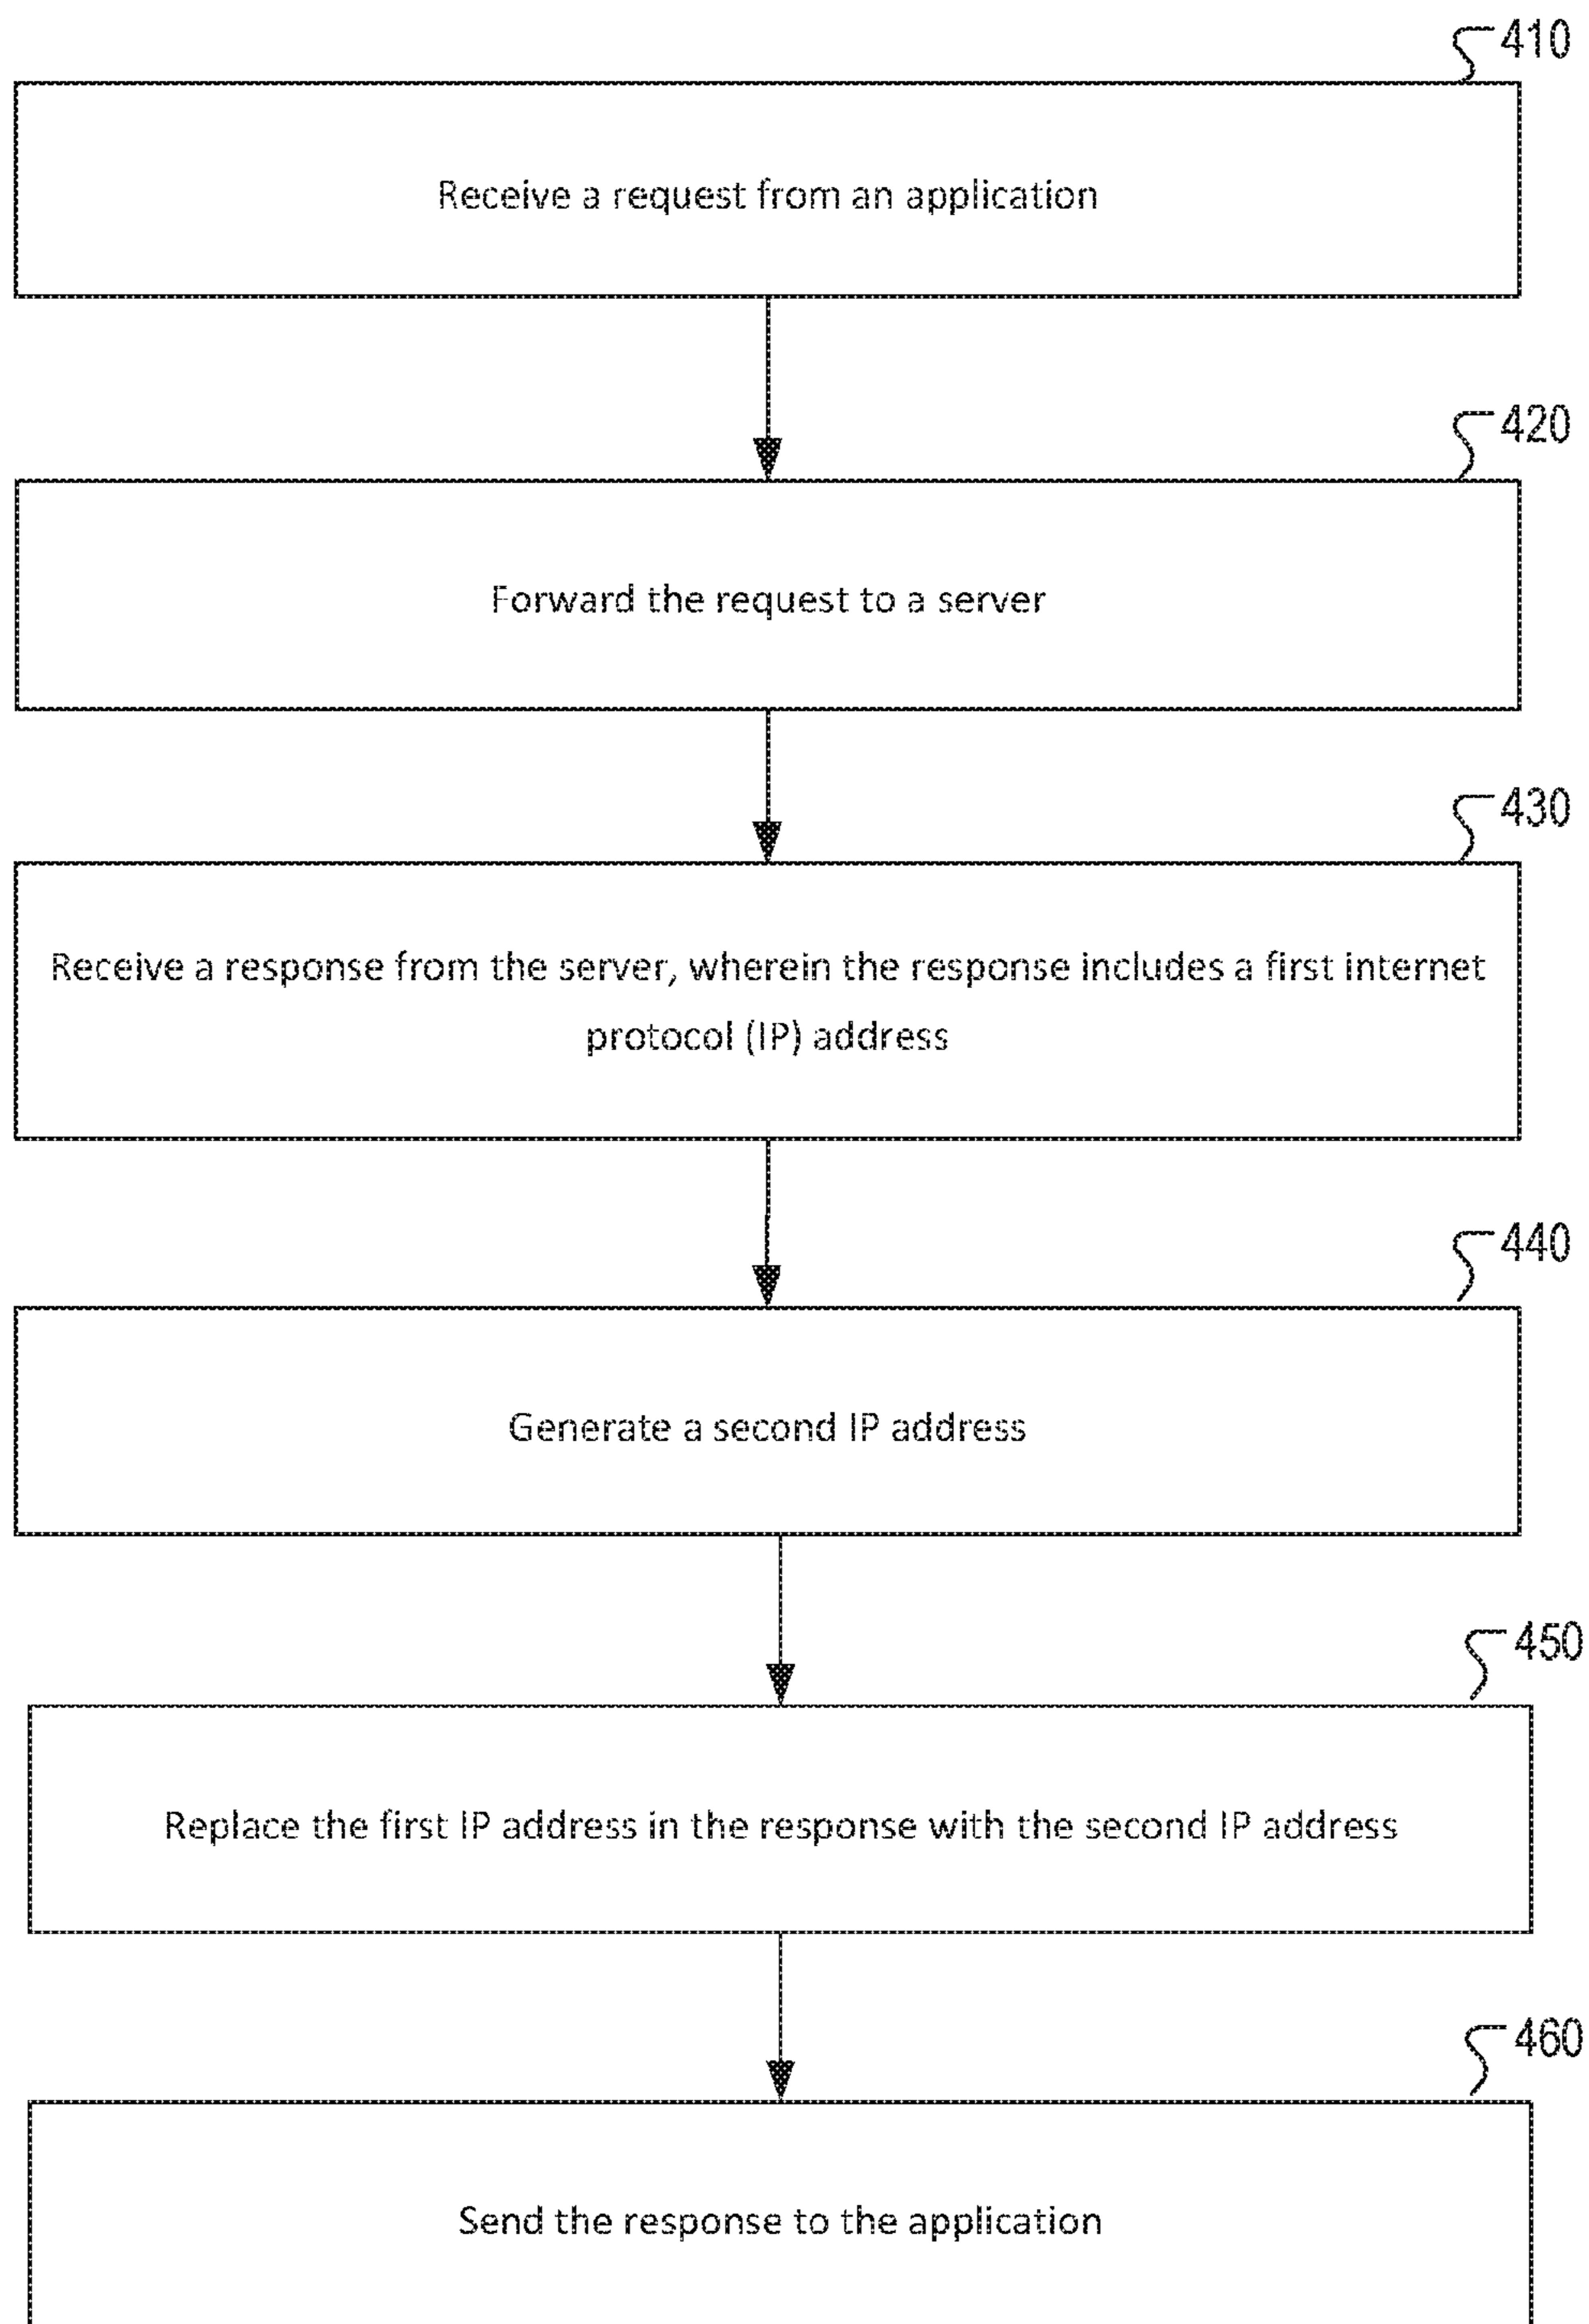 410
Receive a request from an application
420
Forward the request to a server
430
Receive a response from the server, wherein the response includes a first internet
protocol (IP) address
440
Generate a second IP address
450
Replace the first IP address in the response with the second IP address
460
Send the response to the application